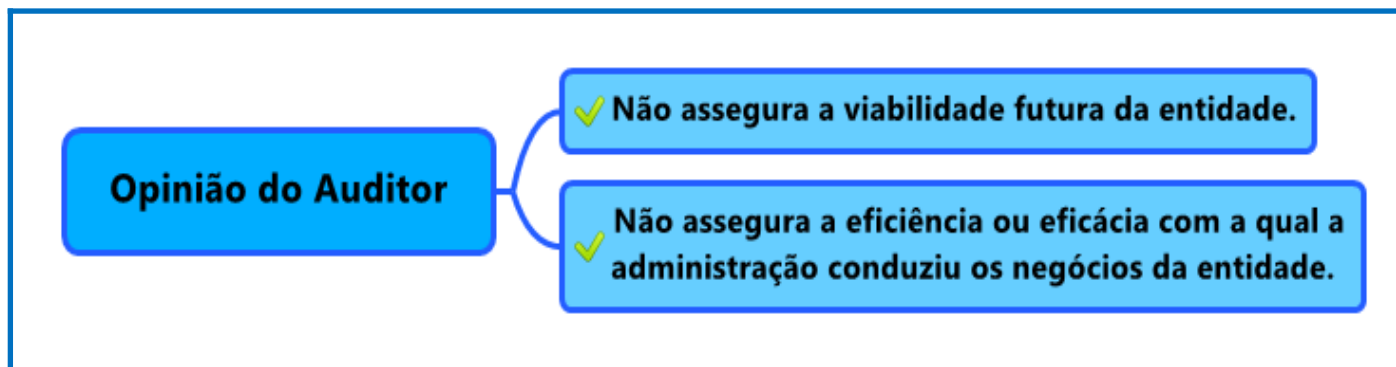 Opinião do Auditor
Não assegura a viabilidade futura da entidade.
Não assegura a eficiência ou eficácia com a qual a
administração conduziu os negócios da entidade.